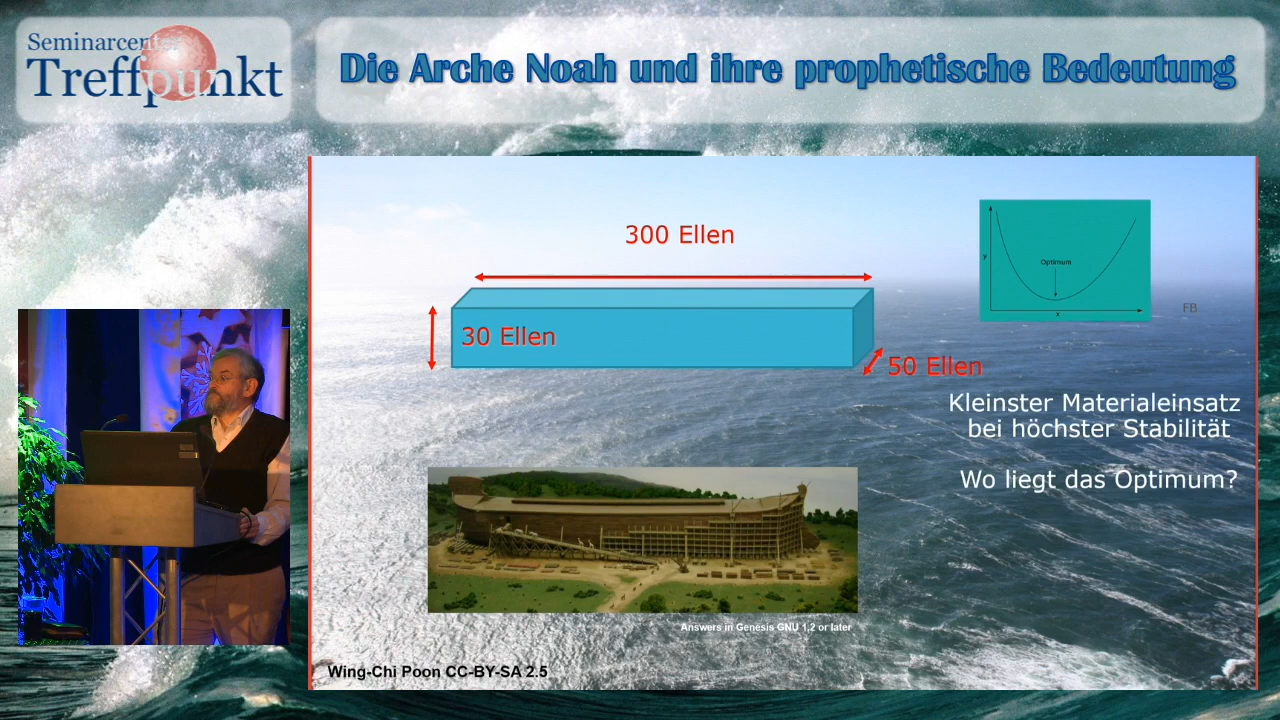 Seminarcenter
Treffpunkt
Die Arche Noah und ihre prophetische Bedeutung
300 Ellen
30 Ellen
50 Ellen
y
Optimum
x
FB
Kleinster Materialeinsatz
bei höchster Stabilität
Wo liegt das Optimum?
Answers in Genesis GNU 1,2 or later
Wing-Chi Poon CC-BY-SA 2.5